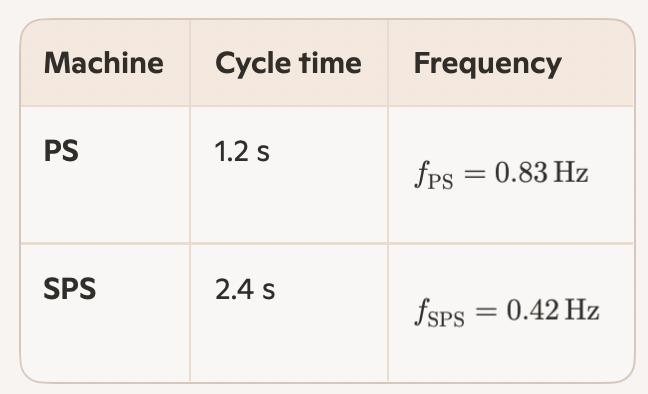 Machine Cycle time Frequency
PS 1.2 s f_PS = 0.83 Hz
SPS 2.4 s f_SPS = 0.42 Hz